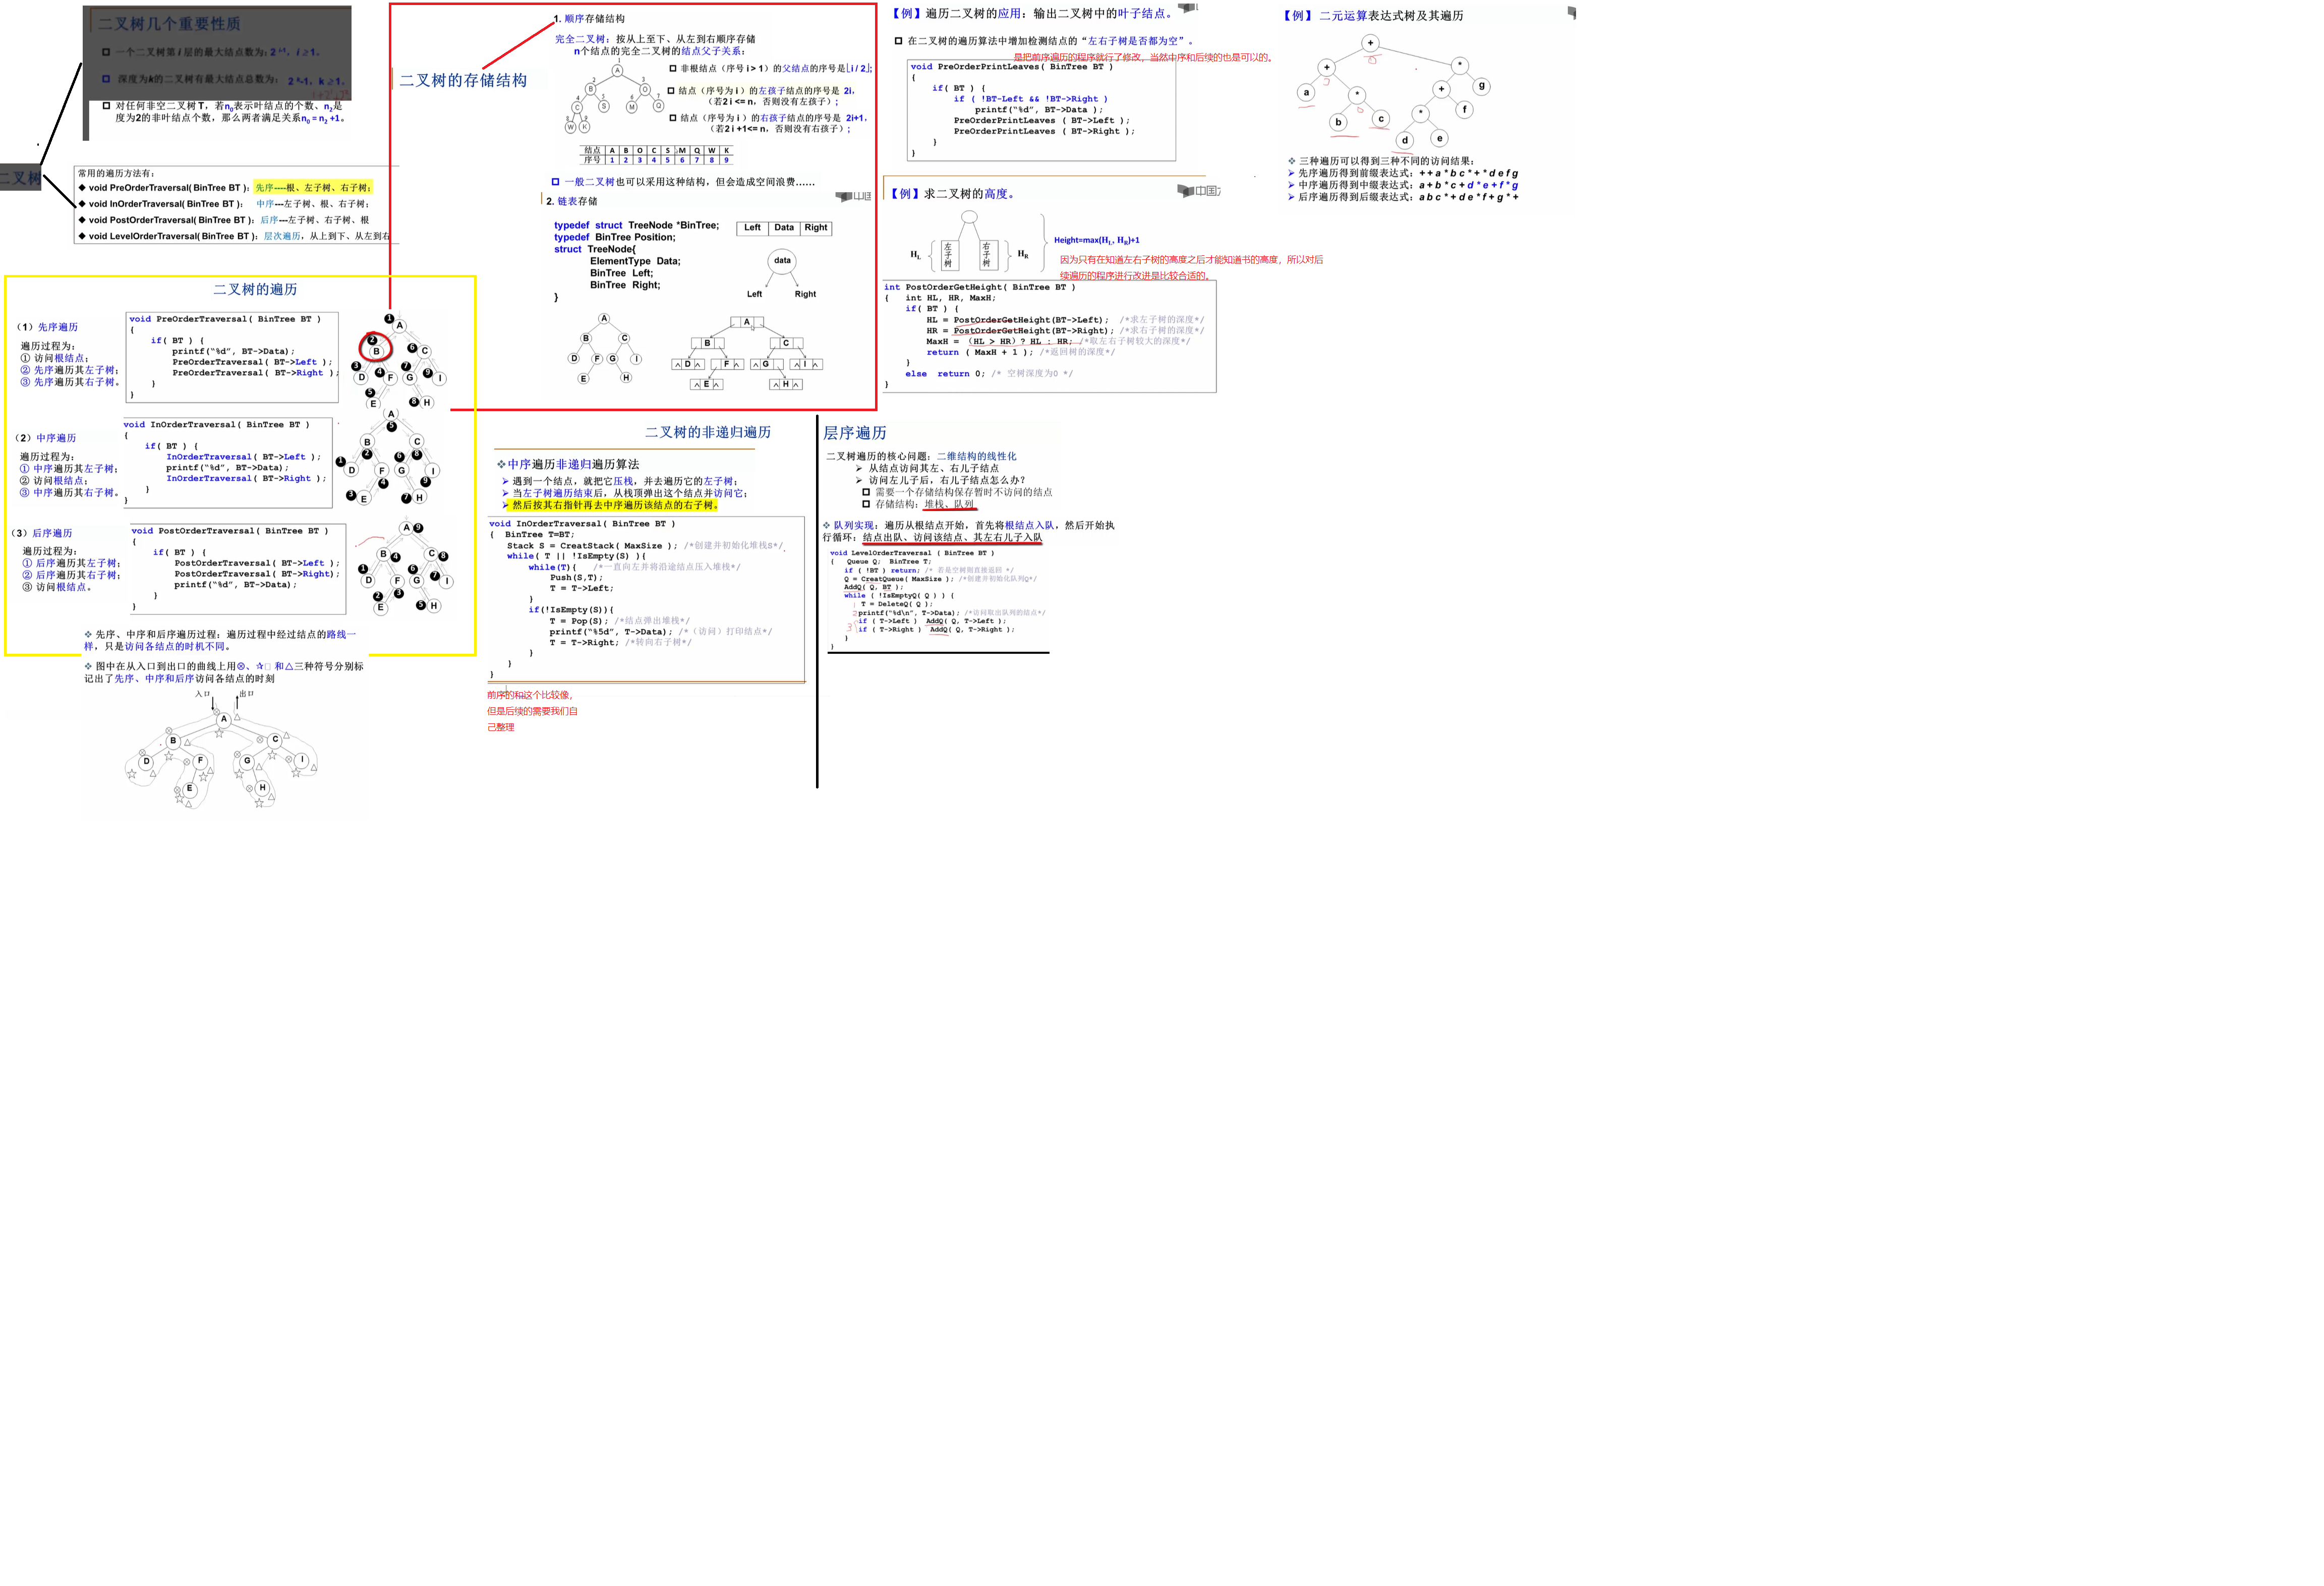 二叉树几个重要性质
一个二叉树第 i 层的最大结点数为：2 i-1，i ≥ 1。
深度为k的二叉树有最大结点总数为： 2 k-1，k ≥ 1。
对任何非空二叉树 T，若n0表示叶结点的个数、n2是
度为2的非叶结点个数，那么两者满足关系n0 = n2 +1。
二叉树
常用的遍历方法有：
◆ void PreOrderTraversal( BinTree BT )：先序----根、左子树、右子树；
◆ void InOrderTraversal( BinTree BT )： 中序---左子树、根、右子树；
◆ void PostOrderTraversal( BinTree BT )：后序---左子树、右子树、根
◆ void LevelOrderTraversal( BinTree BT )：层次遍历，从上到下、从左到右
二叉树的存储结构
1. 顺序存储结构
完全二叉树：按从上至下、从左到右顺序存储
n个结点的完全二叉树的结点父子关系：
1
A
2 3
B O
4 5 6 7
C S M Q
8 9
W K
非根结点（序号 i > 1）的父结点的序号是⌊i / 2⌋；
结点（序号为 i ）的左孩子结点的序号是 2i，
（若2 i <= n，否则没有左孩子）；
结点（序号为 i ）的右孩子结点的序号是 2i+1，
（若2 i +1<= n，否则没有右孩子）；
结点 A B O C S M Q W K
序号 1 2 3 4 5 6 7 8 9
一般二叉树也可以采用这种结构，但会造成空间浪费……
2. 链表存储
typedef struct TreeNode *BinTree;
typedef BinTree Position;
struct TreeNode{
ElementType Data;
BinTree Left;
BinTree Right;
}
Left Data Right
data
Left Right
A
B C
D F G I
E H
A
B C
∧ D ∧ F ∧ ∧ G ∧ I ∧
∧ E ∧ ∧ H ∧
二叉树的遍历
（1）先序遍历
遍历过程为：
① 访问根结点；
② 先序遍历其左子树；
③ 先序遍历其右子树。
void PreOrderTraversal( BinTree BT )
{
if( BT ) {
printf("%d", BT->Data);
PreOrderTraversal( BT->Left );
PreOrderTraversal( BT->Right );
}
}
1 A
2 B 6 C
3 D 4 F 7 G 9 I
5 E 8 H
（2）中序遍历
遍历过程为：
① 中序遍历其左子树；
② 访问根结点；
③ 中序遍历其右子树。
void InOrderTraversal( BinTree BT )
{
if( BT ) {
InOrderTraversal( BT->Left );
printf("%d", BT->Data);
InOrderTraversal( BT->Right );
}
}
A 5
B 2 C 8
1 D F 4 6 G I 9
3 E 7 H
（3）后序遍历
遍历过程为：
① 后序遍历其左子树；
② 后序遍历其右子树；
③ 访问根结点。
void PostOrderTraversal( BinTree BT )
{
if( BT ) {
PostOrderTraversal( BT->Left );
PostOrderTraversal( BT->Right);
printf("%d", BT->Data);
}
}
A 9
B 4 C 8
1 D F 3 6 G 7 I
2 E 5 H
先序、中序和后序遍历过程：遍历过程中经过结点的路线一
样，只是访问各结点的时机不同。
图中在从入口到出口的曲线上用⊗、☆ 和△三种符号分别标
记出了先序、中序和后序访问各结点的时刻
入口 出口
A
B C
D F G I
E H
【例】遍历二叉树的应用：输出二叉树中的叶子结点。
在二叉树的遍历算法中增加检测结点的“左右子树是否都为空”。
是把前序遍历的程序就行了修改，当然中序和后续的也是可以的。
void PreOrderPrintLeaves( BinTree BT )
{
if( BT ) {
if ( !BT-Left && !BT->Right )
printf("%d", BT->Data );
PreOrderPrintLeaves ( BT->Left );
PreOrderPrintLeaves ( BT->Right );
}
}
【例】求二叉树的高度。
中国
左子树
右子树
HL HR
Height=max(HL, HR)+1
因为只有在知道左右子树的高度之后才能知道书的高度，所以对后
续遍历的程序进行改进是比较合适的。
int PostOrderGetHeight( BinTree BT )
{ int HL, HR, MaxH;
if( BT ) {
HL = PostOrderGetHeight(BT->Left); /*求左子树的深度*/
HR = PostOrderGetHeight(BT->Right); /*求右子树的深度*/
MaxH = （HL > HR）? HL : HR; /*取左右子树较大的深度*/
return ( MaxH + 1 ); /*返回树的深度*/
}
else return 0; /* 空树深度为0 */
}
【例】 二元运算表达式树及其遍历
+
+ *
a * + g
b c * f
d e
三种遍历可以得到三种不同的访问结果：
先序遍历得到前缀表达式：+ + a * b c * + * d e f g
中序遍历得到中缀表达式：a + b * c + d * e + f * g
后序遍历得到后缀表达式：a b c * + d e * f + g * +
二叉树的非递归遍历
中序遍历非递归遍历算法
遇到一个结点，就把它压栈，并去遍历它的左子树；
当左子树遍历结束后，从栈顶弹出这个结点并访问它；
然后按其右指针再去中序遍历该结点的右子树。
void InOrderTraversal( BinTree BT )
{ BinTree T=BT;
Stack S = CreatStack( MaxSize ); /*创建并初始化堆栈S*/
while( T || !IsEmpty(S) ){
while(T){ /*一直向左并将沿途结点压入堆栈*/
Push(S,T);
T = T->Left;
}
if(!IsEmpty(S)){
T = Pop(S); /*结点弹出堆栈*/
printf("%5d", T->Data); /*（访问）打印结点*/
T = T->Right; /*转向右子树*/
}
}
}
前序的和这个比较像，
但是后续的需要我们自
己整理
层序遍历
二叉树遍历的核心问题：二维结构的线性化
从结点访问其左、右儿子结点
访问左儿子后，右儿子结点怎么办？
需要一个存储结构保存暂时不访问的结点
存储结构：堆栈、队列
队列实现：遍历从根结点开始，首先将根结点入队，然后开始执
行循环：结点出队、访问该结点、其左右儿子入队
void LevelOrderTraversal ( BinTree BT )
{ Queue Q; BinTree T;
if ( !BT ) return; /* 若是空树则直接返回 */
Q = CreatQueue( MaxSize ); /*创建并初始化队列Q*/
AddQ( Q, BT );
while ( !IsEmptyQ( Q ) ) {
1 T = DeleteQ( Q );
2 printf("%d\n", T->Data); /*访问取出队列的结点*/
3 if ( T->Left ) AddQ( Q, T->Left );
if ( T->Right ) AddQ( Q, T->Right );
}
}